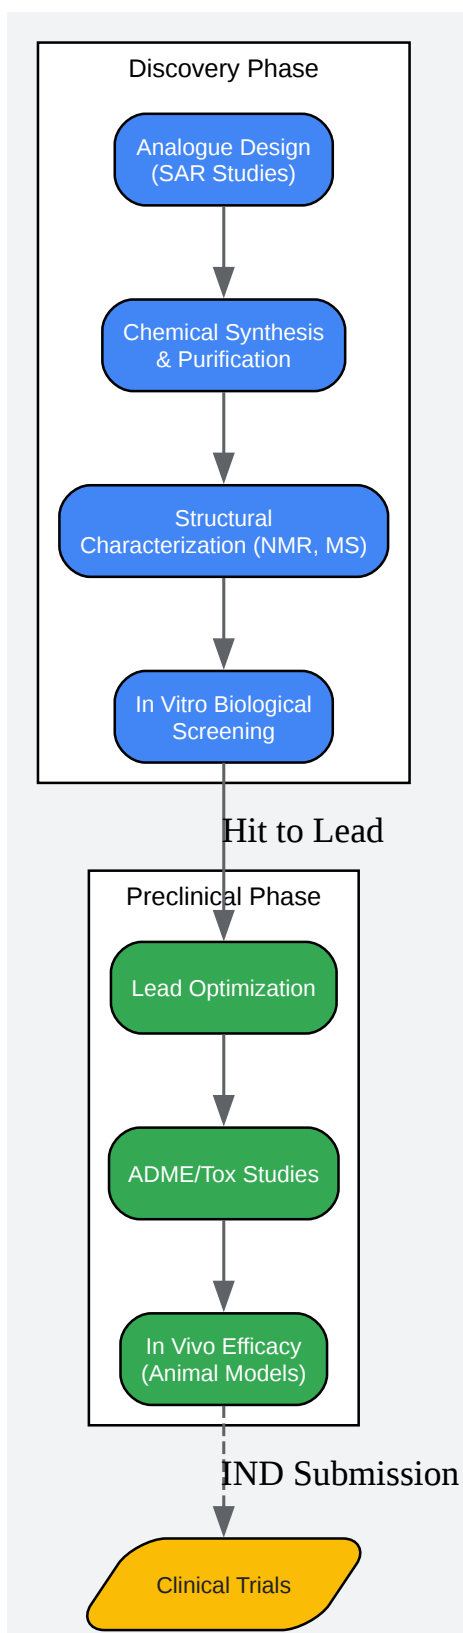 Discovery Phase
Analogue Design
(SAR Studies)
Chemical Synthesis
& Purification
Structural
Characterization (NMR, MS)
In Vitro Biological
Screening
Hit to Lead
Preclinical Phase
Lead Optimization
ADME/Tox Studies
In Vivo Efficacy
(Animal Models)
IND Submission
Clinical Trials